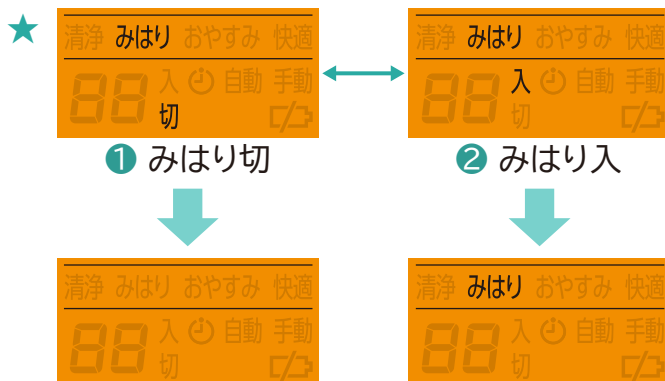 ★ 清浄 みはり おやすみ 快適
88 入 自動 手動
切
清浄 みはり おやすみ 快適
88 入 自動 手動
切
❶ みはり切
❷ みはり入
清浄 みはり おやすみ 快適
88 入 自動 手動
切
清浄 みはり おやすみ 快適
88 入 自動 手動
切